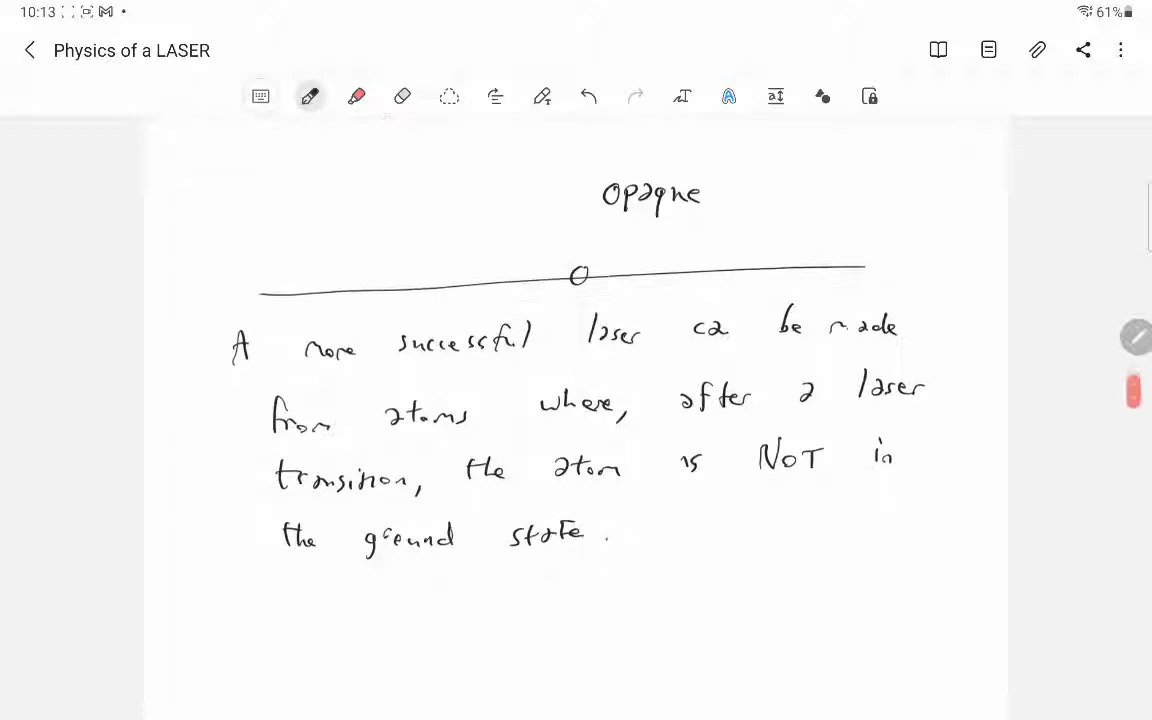 10:13
61%
Physics of a LASER
opaque
A more successful laser ca be made
from atoms where, after a laser
transition, the atom is NOT in
the ground state.